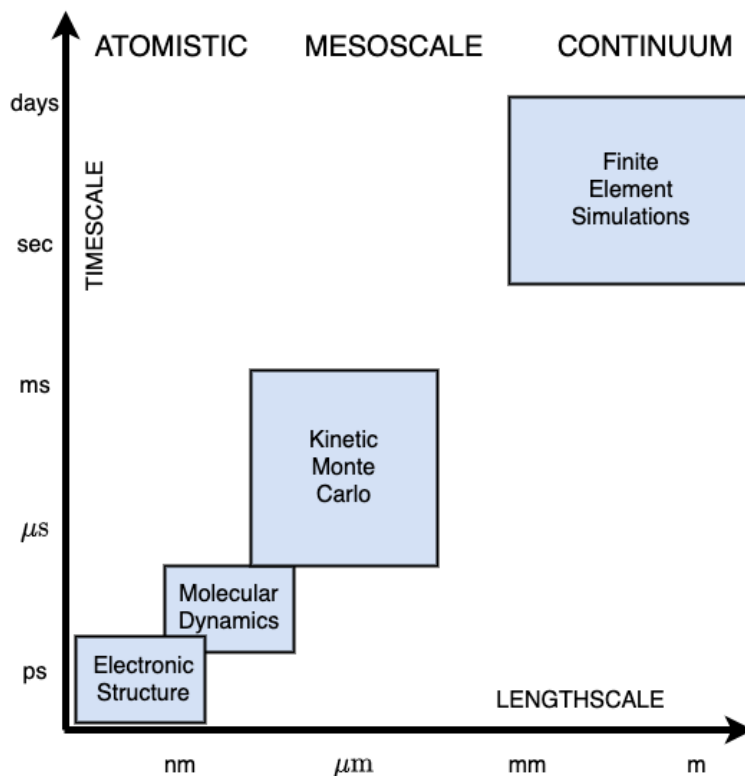 ATOMISTIC MESOSCALE CONTINUUM
days
TIMESCALE
Finite
Element
Simulations
sec
ms
Kinetic
Monte
Carlo
μs
Molecular
Dynamics
Electronic
Structure
ps
LENGTHSCALE
nm μm mm m